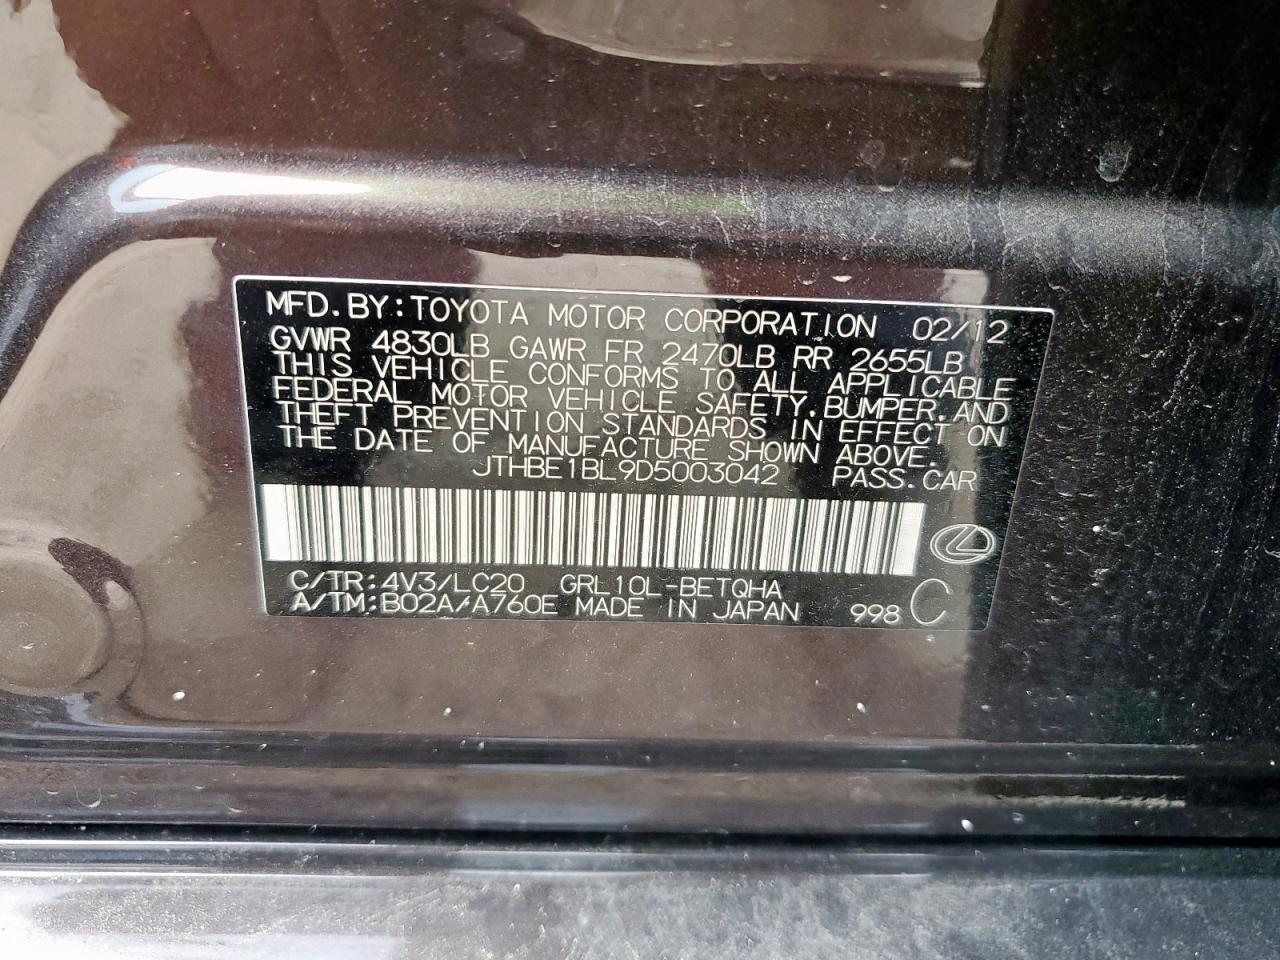 MFD. BY: TOYOTA MOTOR CORPORATION 02/12
GVWR 4830LB GAWR FR 2470LB RR 2655LB
THIS VEHICLE CONFORMS TO ALL APPLICABLE
FEDERAL MOTOR VEHICLE SAFETY, BUMPER, AND
THEFT PREVENTION STANDARDS IN EFFECT ON
THE DATE OF MANUFACTURE SHOWN ABOVE.
JTHBE1BL9D5003042 PASS. CAR
C/TR: 4V3/LC20 GRL10L-BETQHA
A/TM: B02A/A760E MADE IN JAPAN 998 C